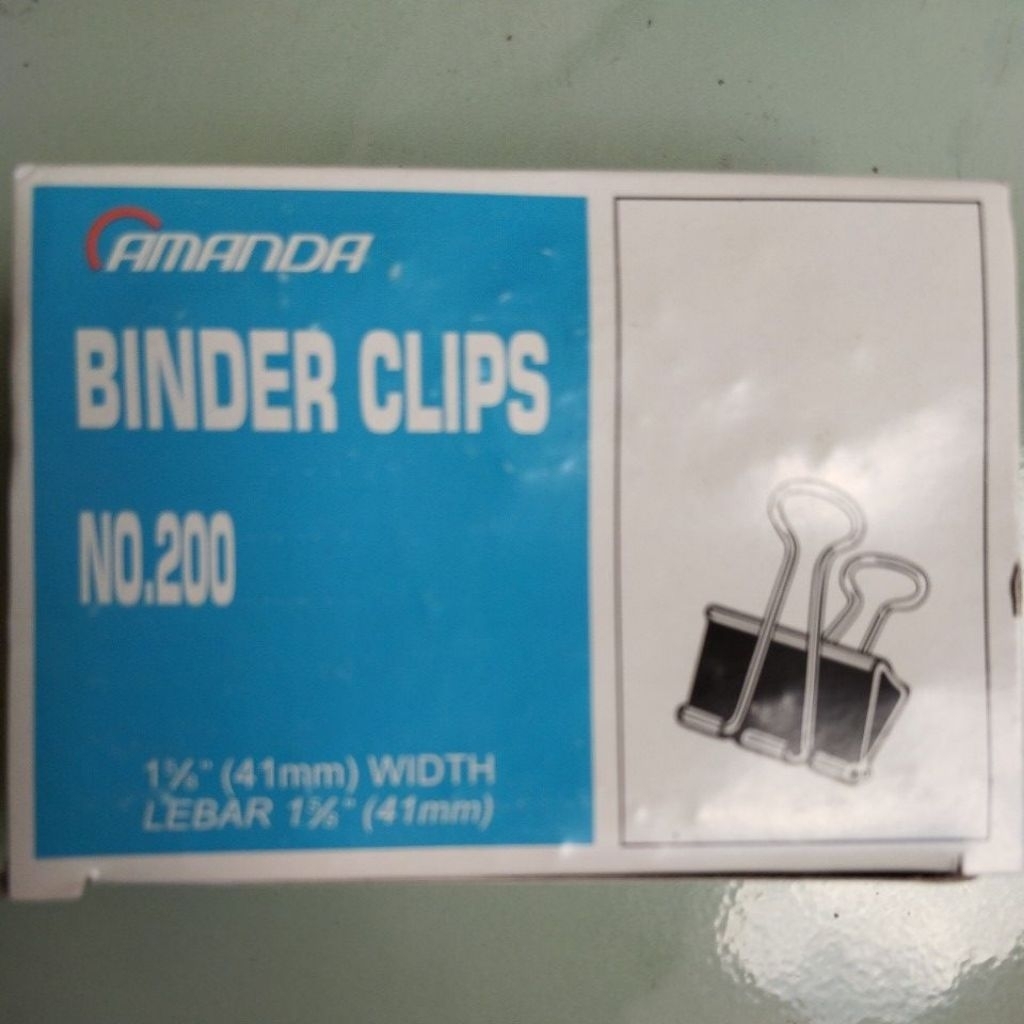 AMANDA
BINDER CLIPS
NO.200
1⅝" (41mm) WIDTH
LEBAR 1⅝" (41mm)